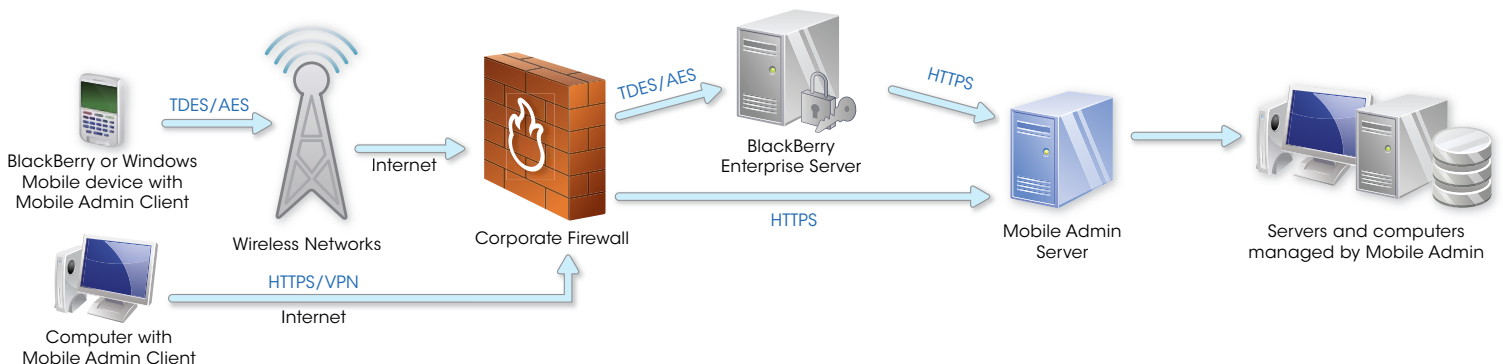 TDES/AES
BlackBerry or Windows
Mobile device with
Mobile Admin Client
Wireless Networks
Internet
Corporate Firewall
TDES/AES
BlackBerry
Enterprise Server
HTTPS
HTTPS
Mobile Admin
Server
Servers and computers
managed by Mobile Admin
HTTPS/VPN
Internet
Computer with
Mobile Admin Client